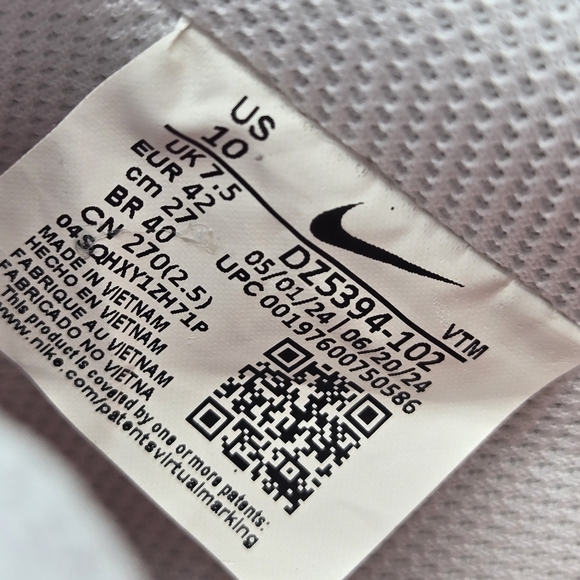 US
10
UK 7.5
EUR 42
cm 27
BR 40
CN 270(2.5)
04SQHXY1ZH71P
MADE IN VIETNAM
HECHO EN VIETNAM
FABRIQUE AU VIETNAM
FABRICADO NO VIETNA
This product is covered by one or more patents:
www.nike.com/patentsvirtualmarking
DZ5394-102 VTM
05/01/24 | 06/20/24
UPC 00197600750586